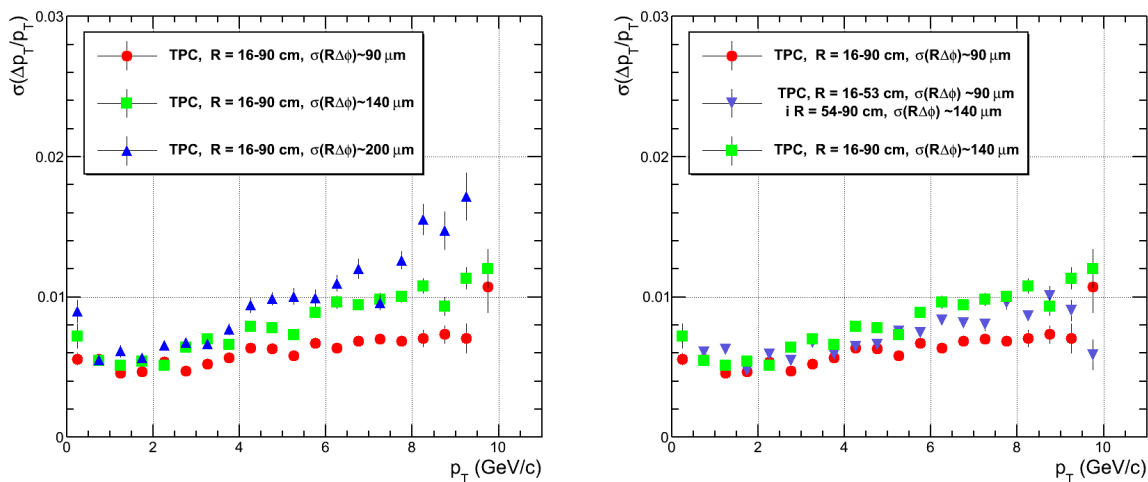 σ(Δp_T/p_T)
0.03
0.02
0.01
0
TPC, R = 16-90 cm, σ(RΔϕ)~90 μm
TPC, R = 16-90 cm, σ(RΔϕ)~140 μm
TPC, R = 16-90 cm, σ(RΔϕ)~200 μm
0 2 4 6 8 10
p_T (GeV/c)
σ(Δp_T/p_T)
0.03
0.02
0.01
0
TPC, R = 16-90 cm, σ(RΔϕ)~90 μm
TPC, R = 16-53 cm, σ(RΔϕ) ~90 μm
i R = 54-90 cm, σ(RΔϕ) ~140 μm
TPC, R = 16-90 cm, σ(RΔϕ)~140 μm
0 2 4 6 8 10
p_T (GeV/c)